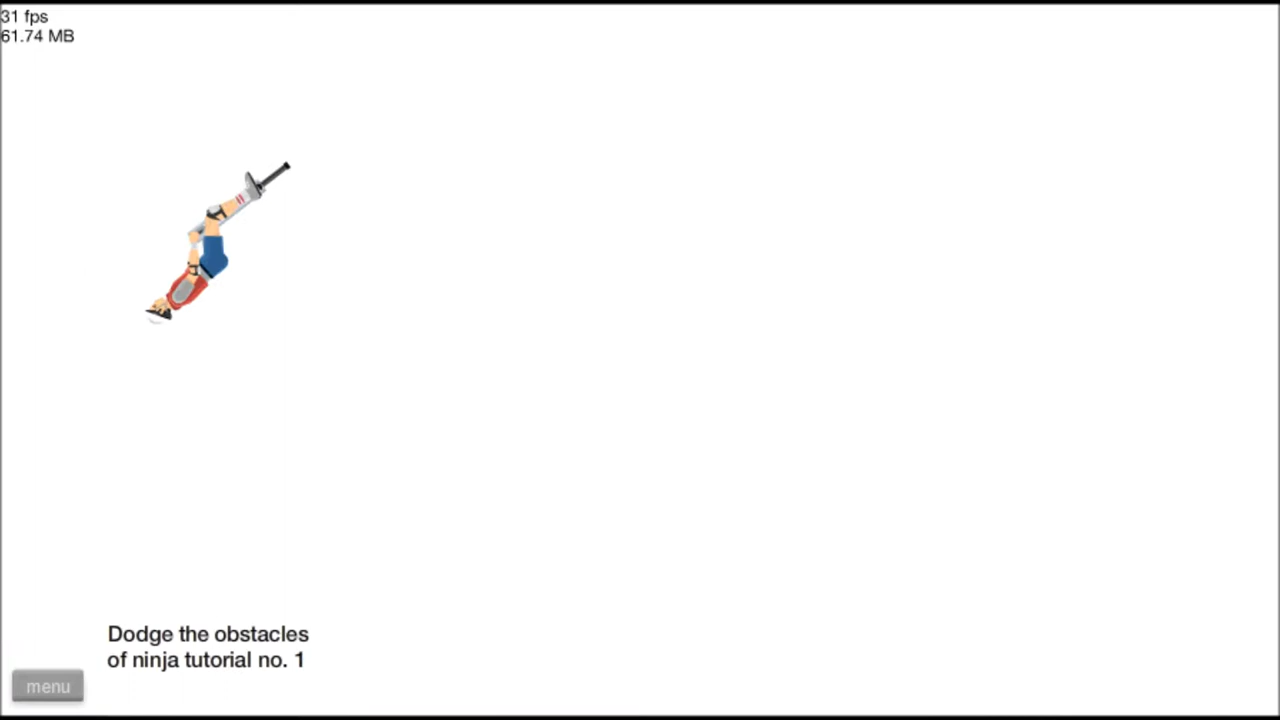 31 fps
61.74 MB
Dodge the obstacles
of ninja tutorial no. 1
menu